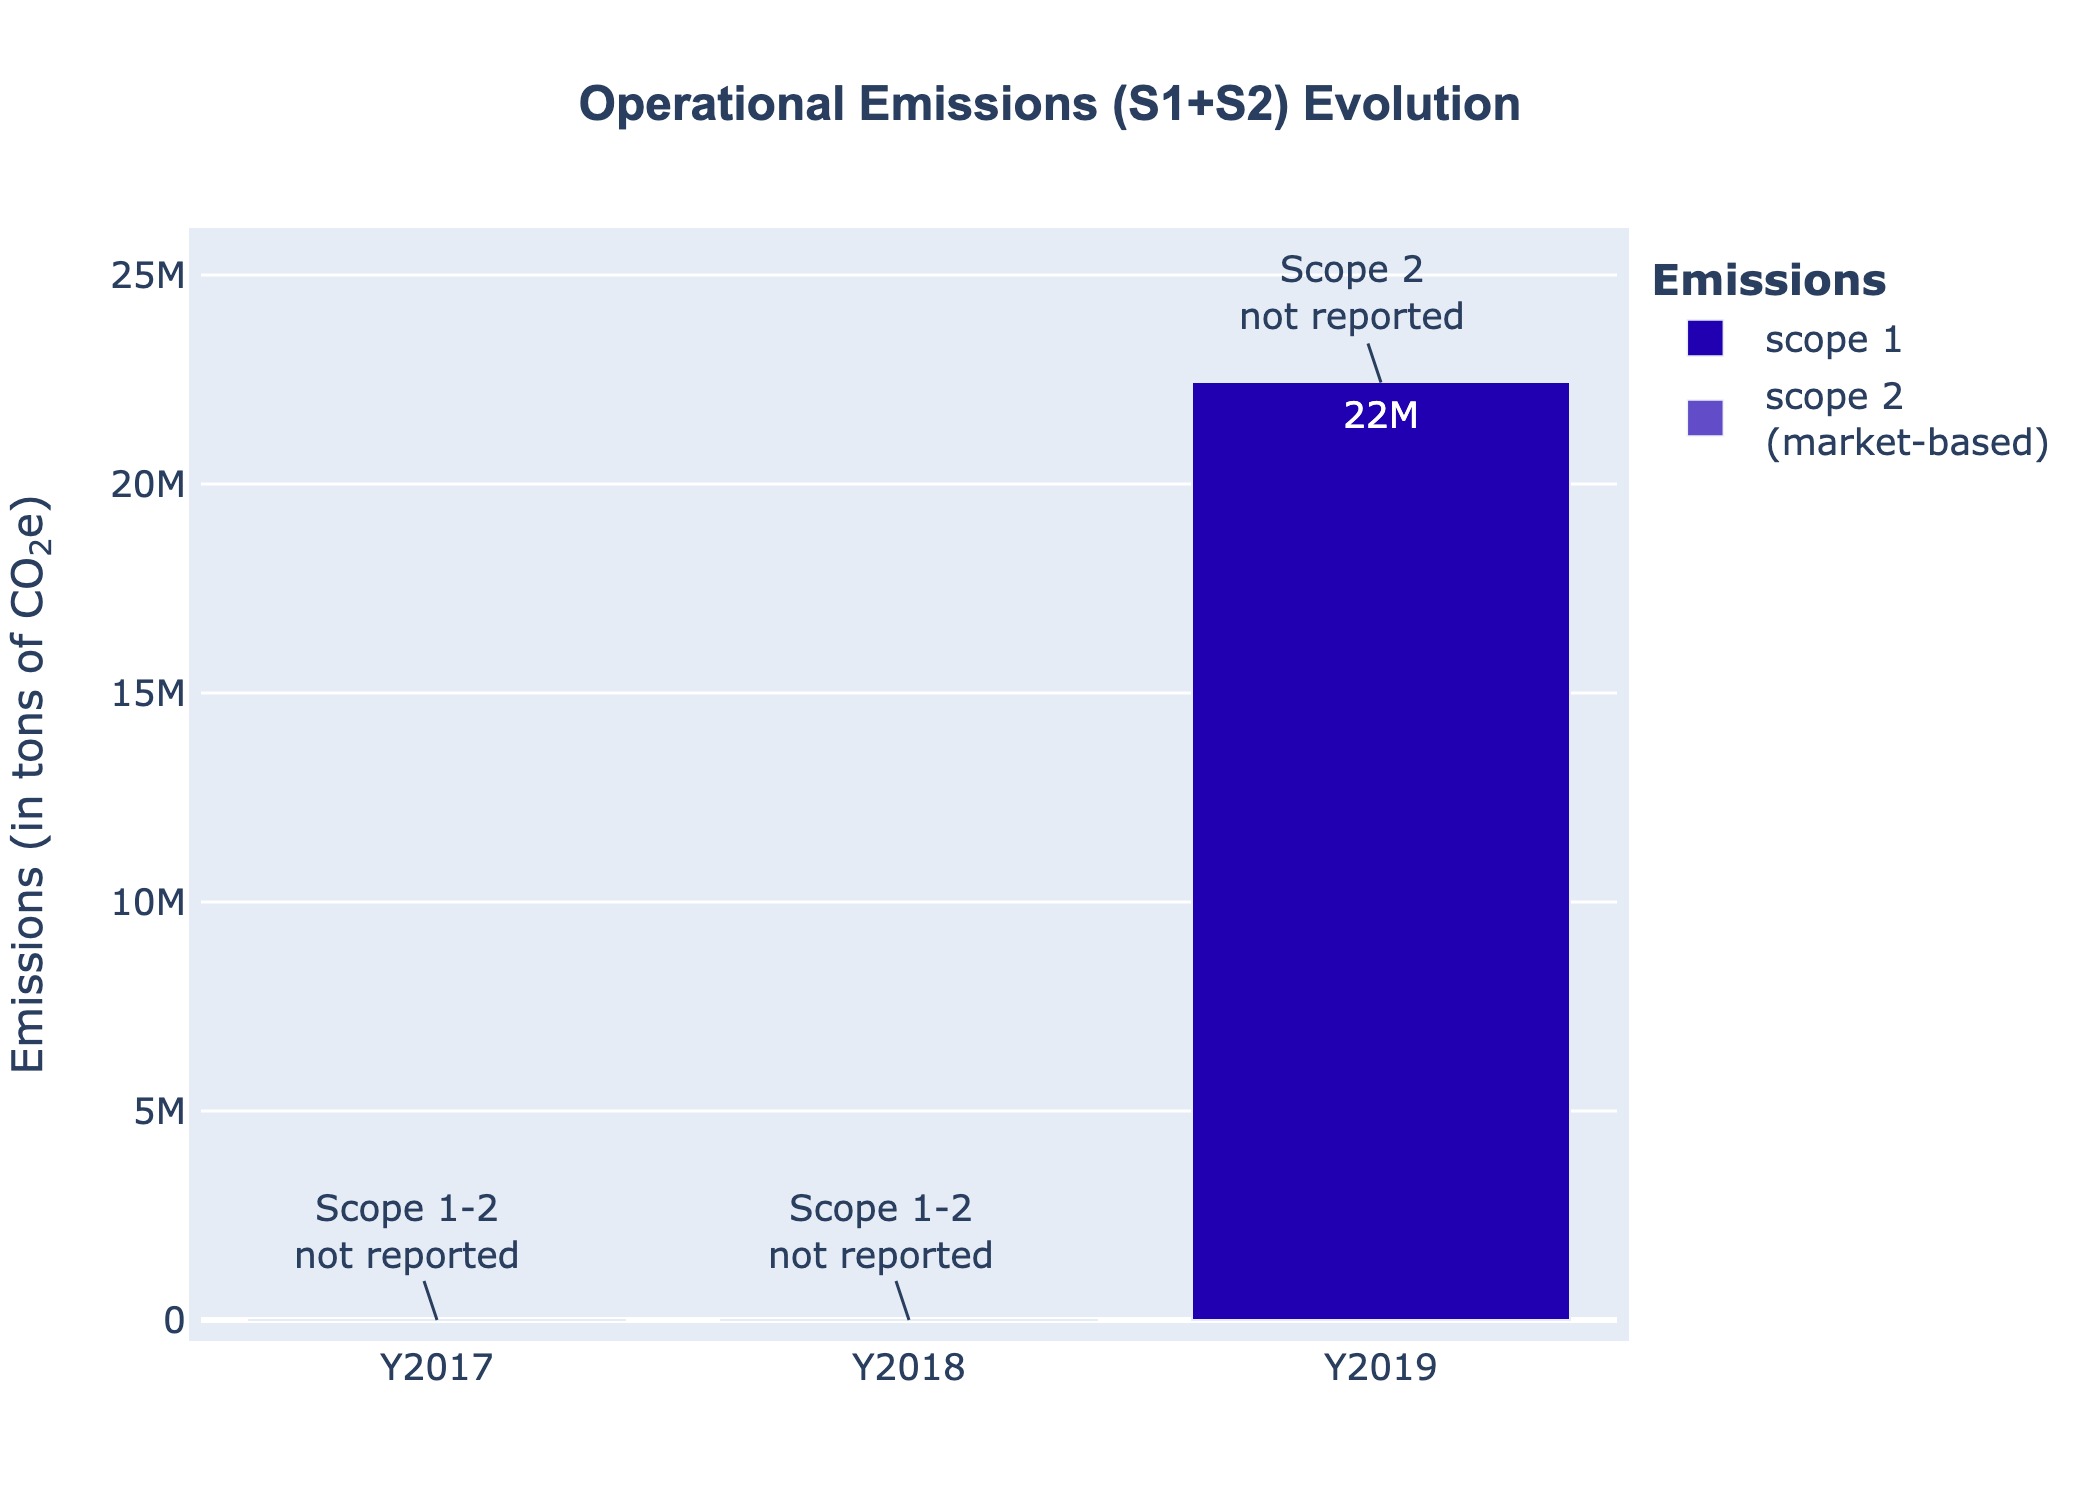 Operational Emissions (S1+S2) Evolution
Emissions (in tons of CO₂e)
25M
20M
15M
10M
5M
0
Scope 1-2
not reported
Scope 1-2
not reported
Scope 2
not reported
22M
Y2017
Y2018
Y2019
Emissions
scope 1
scope 2
(market-based)